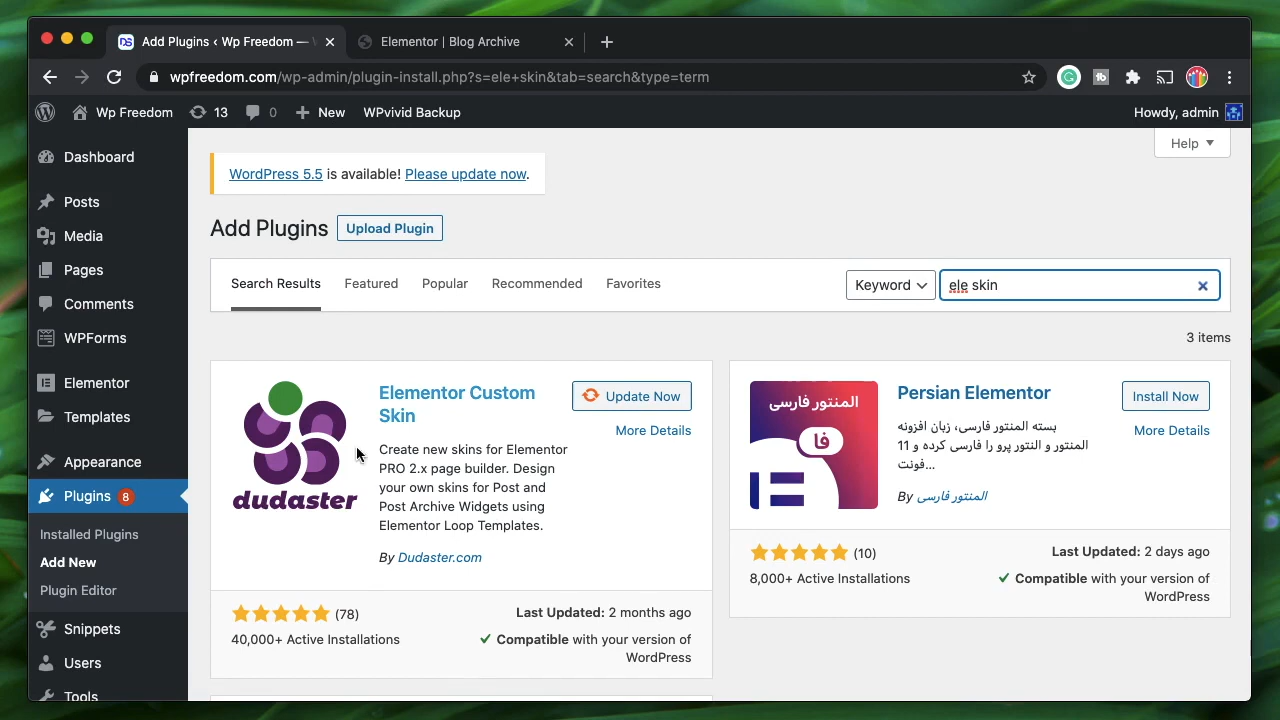 Add Plugins ‹ Wp Freedom —
Elementor | Blog Archive
wpfreedom.com/wp-admin/plugin-install.php?s=ele+skin&tab=search&type=term
Wp Freedom
13
0
New
WPvivid Backup
Howdy, admin
Dashboard
Posts
Media
Pages
Comments
WPForms
Elementor
Templates
Appearance
Plugins 8
Installed Plugins
Add New
Plugin Editor
Snippets
Users
Tools
Help
WordPress 5.5 is available! Please update now.
Add Plugins
Upload Plugin
Search Results
Featured
Popular
Recommended
Favorites
Keyword
ele skin
3 items
dudaster
Elementor Custom
Skin
Update Now
More Details
Create new skins for Elementor
PRO 2.x page builder. Design
your own skins for Post and
Post Archive Widgets using
Elementor Loop Templates.
By Dudaster.com
(78)
40,000+ Active Installations
Last Updated: 2 months ago
Compatible with your version of
WordPress
المنتور فارسی
فا
Persian Elementor
Install Now
More Details
بسته المنتور فارسی، زبان افزونه
المنتور و النتور پرو را فارسی کرده و 11
فونت...
By المنتور فارسی
(10)
8,000+ Active Installations
Last Updated: 2 days ago
Compatible with your version of
WordPress